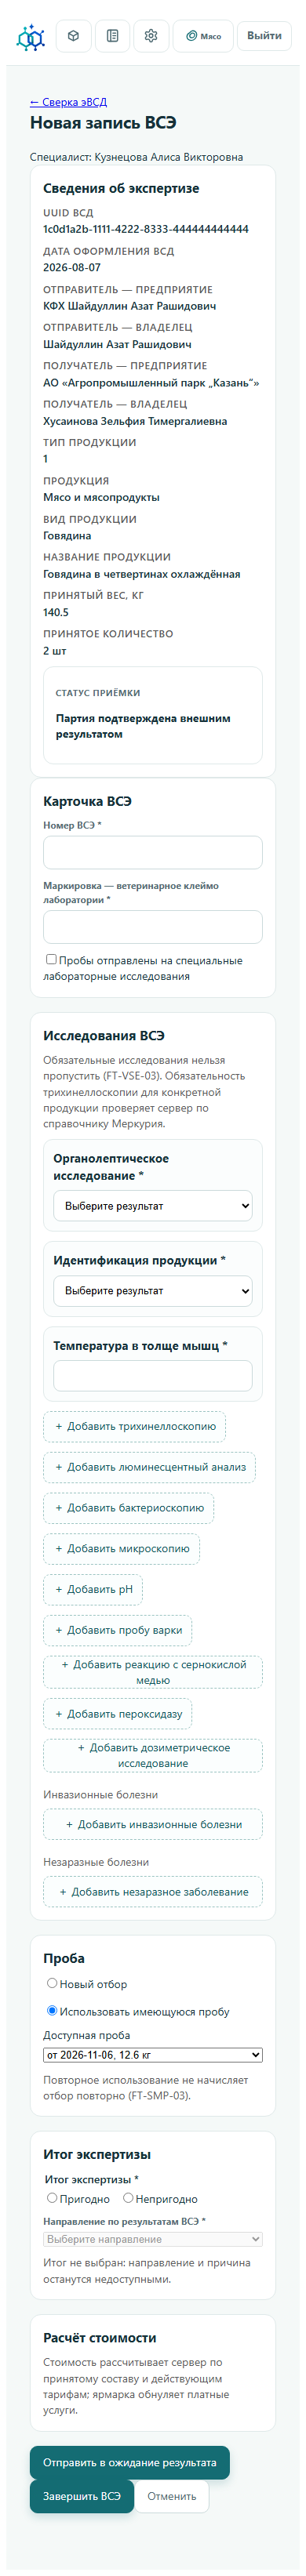 Мясо
Выйти
← Сверка эВСД
Новая запись ВСЭ
Специалист: Кузнецова Алиса Викторовна
Сведения об экспертизе
UUID ВСД
1c0d1a2b-1111-4222-8333-444444444444
ДАТА ОФОРМЛЕНИЯ ВСД
2026-08-07
ОТПРАВИТЕЛЬ — ПРЕДПРИЯТИЕ
КФХ Шайдуллин Азат Рашидович
ОТПРАВИТЕЛЬ — ВЛАДЕЛЕЦ
Шайдуллин Азат Рашидович
ПОЛУЧАТЕЛЬ — ПРЕДПРИЯТИЕ
АО «Агропромышленный парк „Казань“»
ПОЛУЧАТЕЛЬ — ВЛАДЕЛЕЦ
Хусаинова Зельфия Тимергалиевна
ТИП ПРОДУКЦИИ
1
ПРОДУКЦИЯ
Мясо и мясопродукты
ВИД ПРОДУКЦИИ
Говядина
НАЗВАНИЕ ПРОДУКЦИИ
Говядина в четвертинах охлаждённая
ПРИНЯТЫЙ ВЕС, КГ
140.5
ПРИНЯТОЕ КОЛИЧЕСТВО
2 шт
СТАТУС ПРИЁМКИ
Партия подтверждена внешним
результатом
Карточка ВСЭ
Номер ВСЭ *
Маркировка — ветеринарное клеймо
лаборатории *
Пробы отправлены на специальные
лабораторные исследования
Исследования ВСЭ
Обязательные исследования нельзя
пропустить (FT-VSE-03). Обязательность
трихинеллоскопии для конкретной
продукции проверяет сервер по
справочнику Меркурия.
Органолептическое
исследование *
Выберите результат
Идентификация продукции *
Выберите результат
Температура в толще мышц *
+ Добавить трихинеллоскопию
+ Добавить люминесцентный анализ
+ Добавить бактериоскопию
+ Добавить микроскопию
+ Добавить pH
+ Добавить пробу варки
+ Добавить реакцию с сернокислой
медью
+ Добавить пероксидазу
+ Добавить дозиметрическое
исследование
Инвазионные болезни
+ Добавить инвазионные болезни
Незаразные болезни
+ Добавить незаразное заболевание
Проба
Новый отбор
Использовать имеющуюся пробу
Доступная проба
от 2026-11-06, 12.6 кг
Повторное использование не начисляет
отбор повторно (FT-SMP-03).
Итог экспертизы
Итог экспертизы *
Пригодно Непригодно
Направление по результатам ВСЭ *
Выберите направление
Итог не выбран: направление и причина
останутся недоступными.
Расчёт стоимости
Стоимость рассчитывает сервер по
принятому составу и действующим
тарифам; ярмарка обнуляет платные
услуги.
Отправить в ожидание результата
Завершить ВСЭ
Отменить